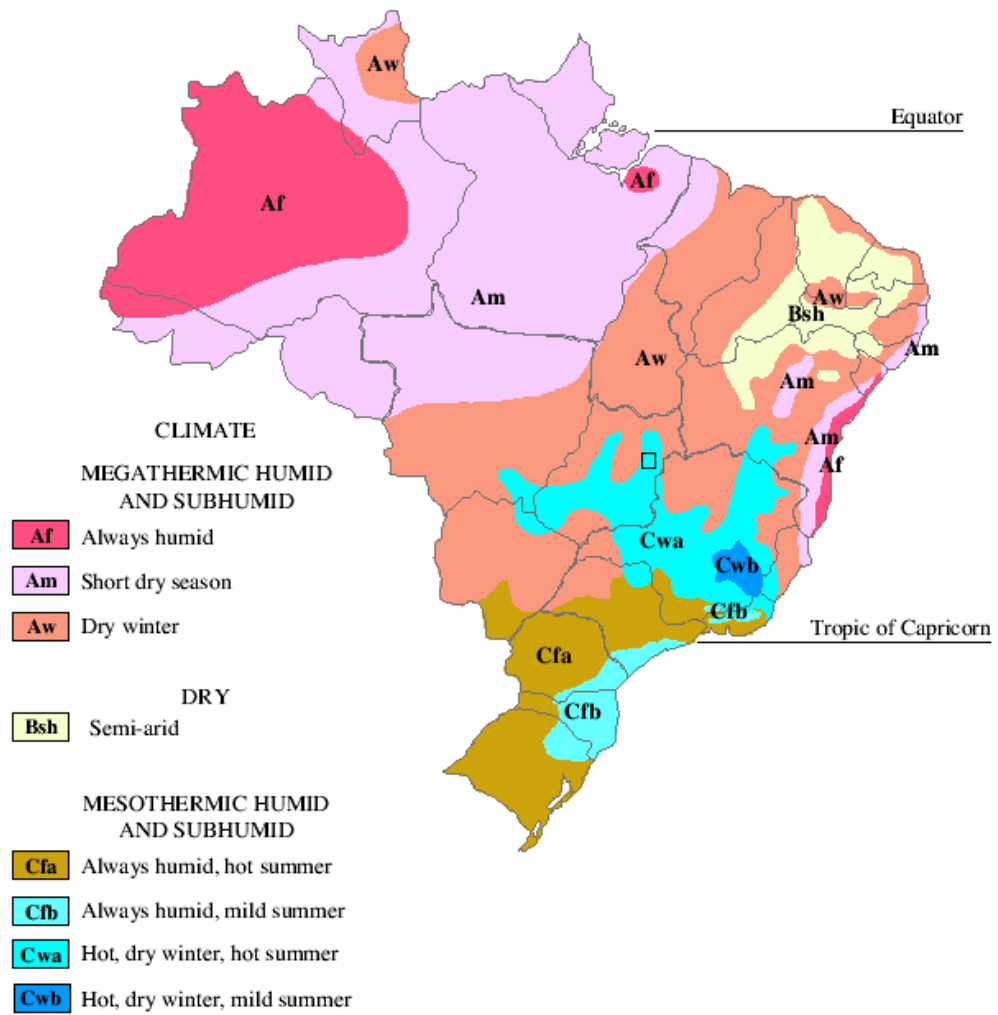 Aw
Equator
Af
Af
Am
Aw
Bsh
Am
Aw
Am
Am
Af
Cwa
Cwb
Cfb
Tropic of Capricorn
Cfa
Cfb
CLIMATE
MEGATHERMIC HUMID
AND SUBHUMID
Af Always humid
Am Short dry season
Aw Dry winter
DRY
Bsh Semi-arid
MESOTHERMIC HUMID
AND SUBHUMID
Cfa Always humid, hot summer
Cfb Always humid, mild summer
Cwa Hot, dry winter, hot summer
Cwb Hot, dry winter, mild summer